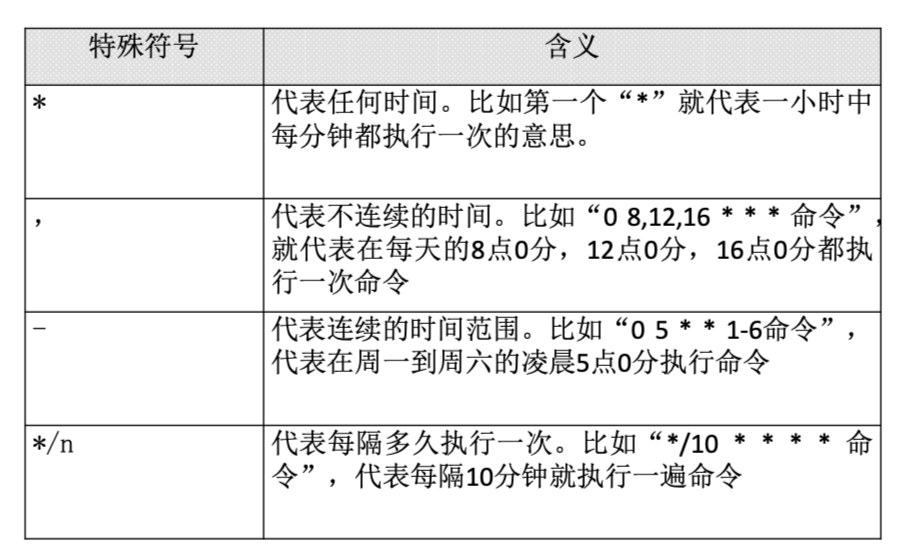 特殊符号 含义
* 代表任何时间。比如第一个“*”就代表一小时中
每分钟都执行一次的意思。
， 代表不连续的时间。比如“0 8,12,16 * * * 命令”，
就代表在每天的8点0分，12点0分，16点0分都执
行一次命令
- 代表连续的时间范围。比如“0 5 * * 1-6命令”，
代表在周一到周六的凌晨5点0分执行命令
*/n 代表每隔多久执行一次。比如“*/10 * * * * 命
令”，代表每隔10分钟就执行一遍命令